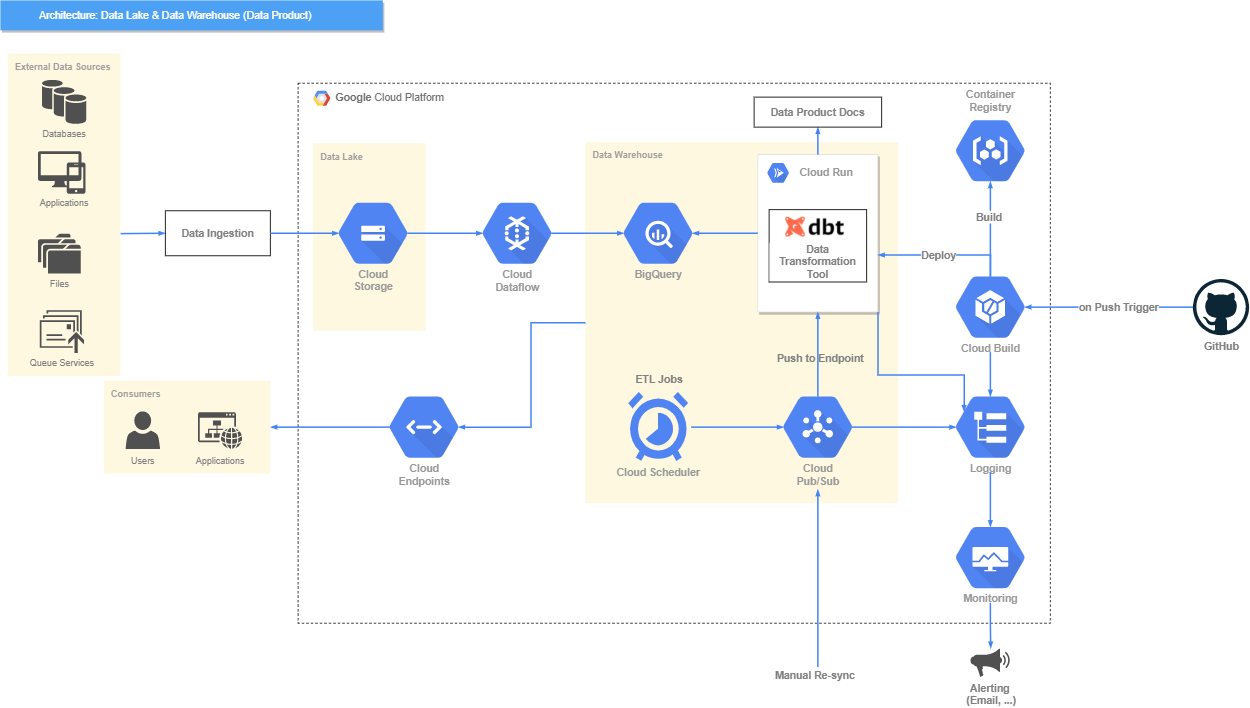 Architecture: Data Lake & Data Warehouse (Data Product)
External Data Sources
Databases
Applications
Files
Queue Services
Data Ingestion
Google Cloud Platform
Data Lake
Cloud
Storage
Cloud
Dataflow
Data Warehouse
BigQuery
Data Product Docs
Cloud Run
dbt
Data
Transformation
Tool
Container
Registry
Build
Deploy
Cloud Build
on Push Trigger
GitHub
Push to Endpoint
ETL Jobs
Cloud Scheduler
Cloud
Pub/Sub
Logging
Monitoring
Alerting
(Email, ...)
Manual Re-sync
Cloud
Endpoints
Consumers
Users
Applications